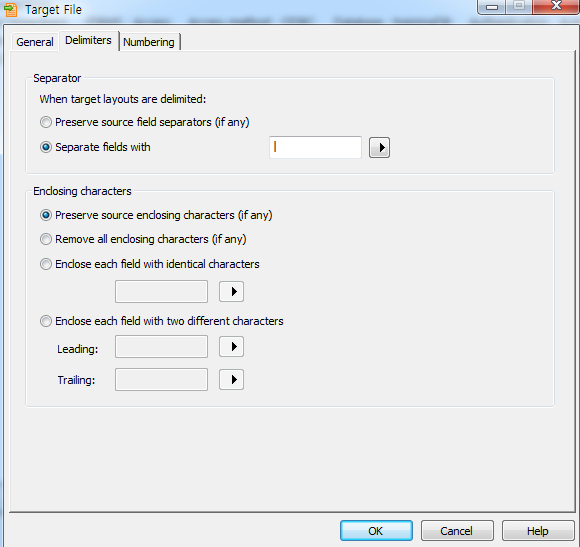 Target File
General
Delimiters
Numbering
Separator
When target layouts are delimited:
Preserve source field separators (if any)
Separate fields with
|
Enclosing characters
Preserve source enclosing characters (if any)
Remove all enclosing characters (if any)
Enclose each field with identical characters
Enclose each field with two different characters
Leading:
Trailing:
OK
Cancel
Help